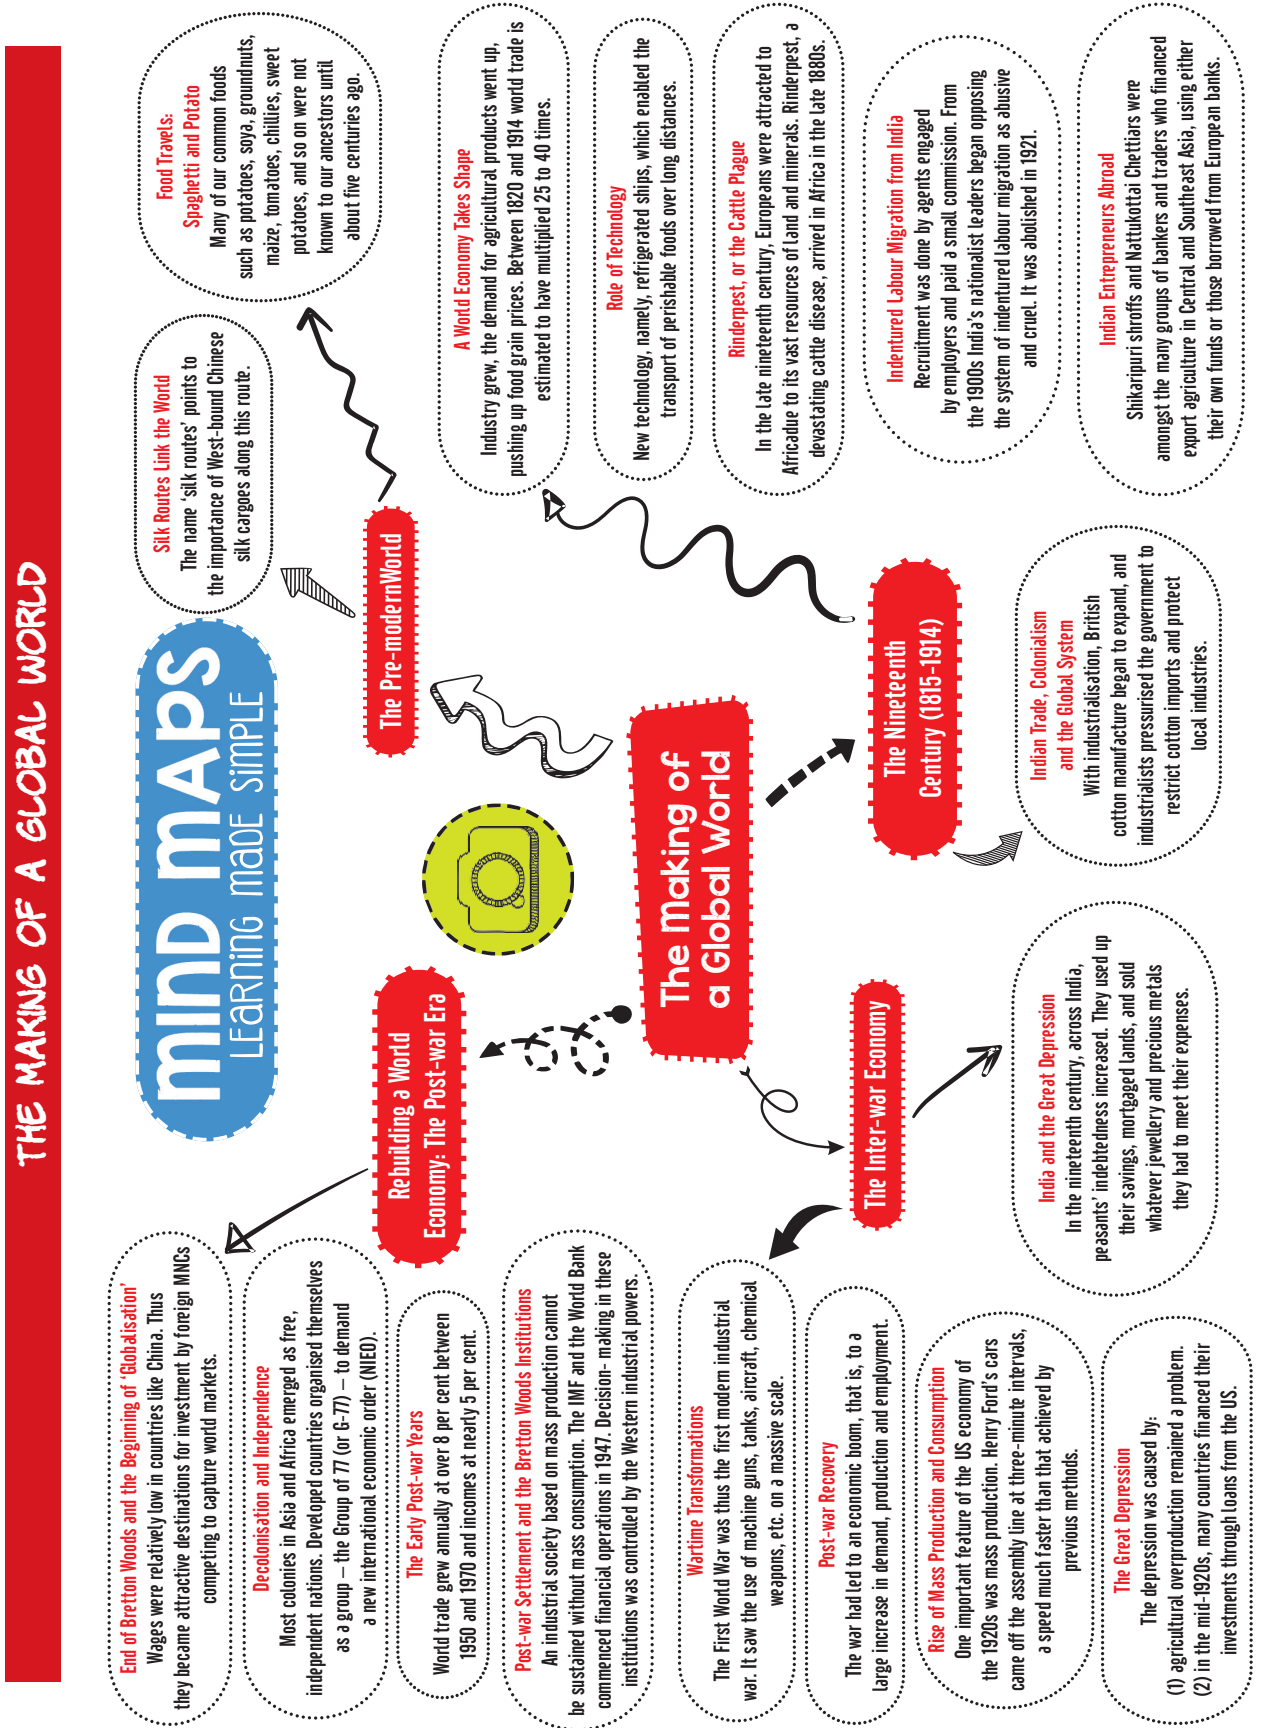 THE MAKING OF A GLOBAL WORLD
MIND MAPS
LEARNING MADE SIMPLE
The Making of
a Global World
The Pre-modernWorld
Silk Routes Link the World
The name ‘silk routes’ points to
the importance of West-bound Chinese
silk cargoes along this route.
Food Travels:
Spaghetti and Potato
Many of our common foods
such as potatoes, soya, groundnuts,
maize, tomatoes, chillies, sweet
potatoes, and so on were not
known to our ancestors until
about five centuries ago.
The Nineteenth
Century (1815-1914)
A World Economy Takes Shape
Industry grew, the demand for agricultural products went up,
pushing up food grain prices. Between 1820 and 1914 world trade is
estimated to have multiplied 25 to 40 times.
Role of Technology
New technology, namely, refrigerated ships, which enabled the
transport of perishable foods over long distances.
Rinderpest, or the Cattle Plague
In the late nineteenth century, Europeans were attracted to
Africadue to its vast resources of land and minerals. Rinderpest, a
devastating cattle disease, arrived in Africa in the late 1880s.
Indentured Labour Migration from India
Recruitment was done by agents engaged
by employers and paid a small commission. From
the 1900s India’s nationalist leaders began opposing
the system of indentured labour migration as abusive
and cruel. It was abolished in 1921.
Indian Entrepreneurs Abroad
Shikaripuri shroffs and Nattukottai Chettiars were
amongst the many groups of bankers and traders who financed
export agriculture in Central and Southeast Asia, using either
their own funds or those borrowed from European banks.
Indian Trade, Colonialism
and the Global System
With industrialisation, British
cotton manufacture began to expand, and
industrialists pressurised the government to
restrict cotton imports and protect
local industries.
The Inter-war Economy
India and the Great Depression
In the nineteenth century, across India,
peasants’ indebtedness increased. They used up
their savings, mortgaged lands, and sold
whatever jewellery and precious metals
they had to meet their expenses.
Wartime Transformations
The First World War was thus the first modern industrial
war. It saw the use of machine guns, tanks, aircraft, chemical
weapons, etc. on a massive scale.
Post-war Recovery
The war had led to an economic boom, that is, to a
large increase in demand, production and employment.
Rise of Mass Production and Consumption
One important feature of the US economy of
the 1920s was mass production. Henry Ford’s cars
came off the assembly line at three-minute intervals,
a speed much faster than that achieved by
previous methods.
The Great Depression
The depression was caused by:
(1) agricultural overproduction remained a problem.
(2) in the mid-1920s, many countries financed their
investments through loans from the US.
Rebuilding a World
Economy: The Post-war Era
End of Bretton Woods and the Beginning of ‘Globalisation’
Wages were relatively low in countries like China. Thus
they became attractive destinations for investment by foreign MNCs
competing to capture world markets.
Decolonisation and Independence
Most colonies in Asia and Africa emerged as free,
independent nations. Developed countries organised themselves
as a group – the Group of 77 (or G-77) – to demand
a new international economic order (NIEO).
The Early Post-war Years
World trade grew annually at over 8 per cent between
1950 and 1970 and incomes at nearly 5 per cent.
Post-war Settlement and the Bretton Woods Institutions
An industrial society based on mass production cannot
be sustained without mass consumption. The IMF and the World Bank
commenced financial operations in 1947. Decision- making in these
institutions was controlled by the Western industrial powers.